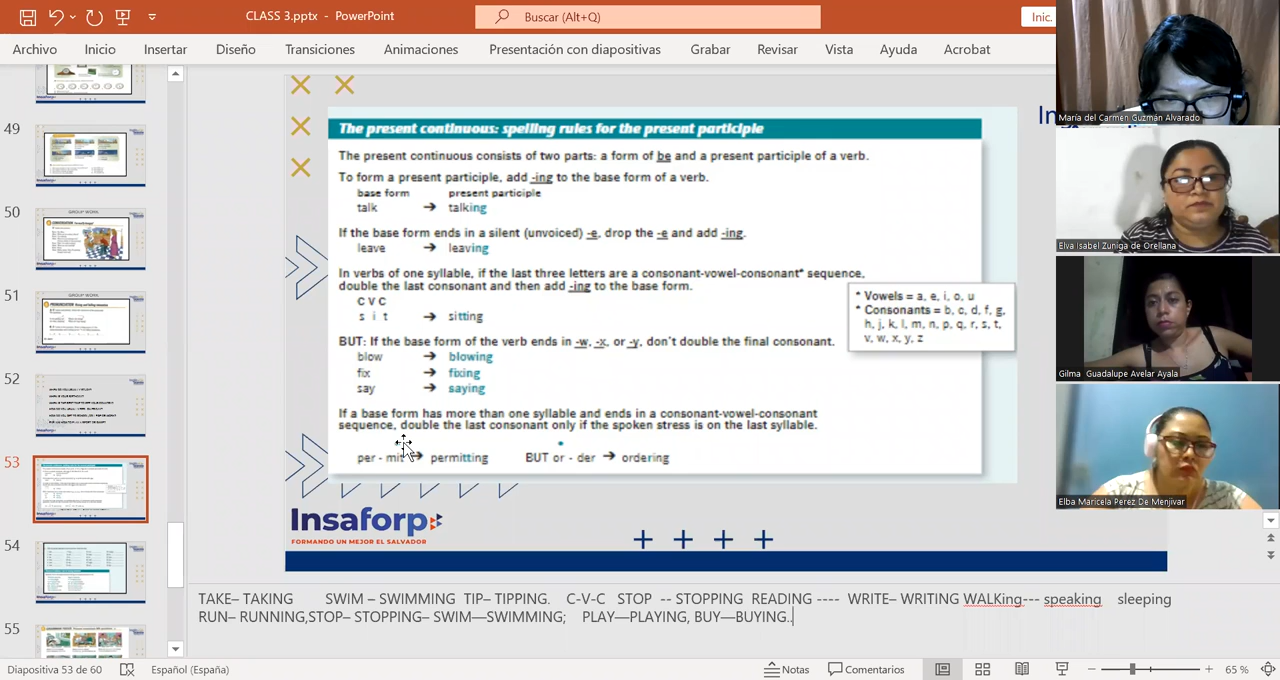 CLASS 3.pptx - PowerPoint
Buscar (Alt+Q)
Inic.
Archivo Inicio Insertar Diseño Transiciones Animaciones Presentación con diapositivas Grabar Revisar Vista Ayuda Acrobat
49
50
51
52
53
54
55
The present continuous: spelling rules for the present participle
The present continuous consists of two parts: a form of be and a present participle of a verb.
To form a present participle, add -ing to the base form of a verb.
base form present participle
talk → talking
If the base form ends in a silent (unvoiced) -e, drop the -e and add -ing.
leave → leaving
In verbs of one syllable, if the last three letters are a consonant-vowel-consonant* sequence,
double the last consonant and then add -ing to the base form.
C V C
s i t → sitting
BUT: If the base form of the verb ends in -w, -x, or -y, don't double the final consonant.
blow → blowing
fix → fixing
say → saying
If a base form has more than one syllable and ends in a consonant-vowel-consonant
sequence, double the last consonant only if the spoken stress is on the last syllable.
per - mit → permitting BUT or - der → ordering
* Vowels = a, e, i, o, u
* Consonants = b, c, d, f, g,
h, j, k, l, m, n, p, q, r, s, t,
v, w, x, y, z
Insaforp
FORMANDO UN MEJOR EL SALVADOR
María del Carmen Guzmán Alvarado
Elva Isabel Zuniga de Orellana
Gilma Guadalupe Avelar Ayala
Elba Maricela Perez De Menjivar
TAKE– TAKING SWIM – SWIMMING TIP– TIPPING. C-V-C STOP -- STOPPING READING ---- WRITE– WRITING WALKing--- speaking sleeping
RUN– RUNNING,STOP– STOPPING– SWIM—SWIMMING; PLAY—PLAYING, BUY—BUYING..
Diapositiva 53 de 60 Español (España) Notas Comentarios 65 %